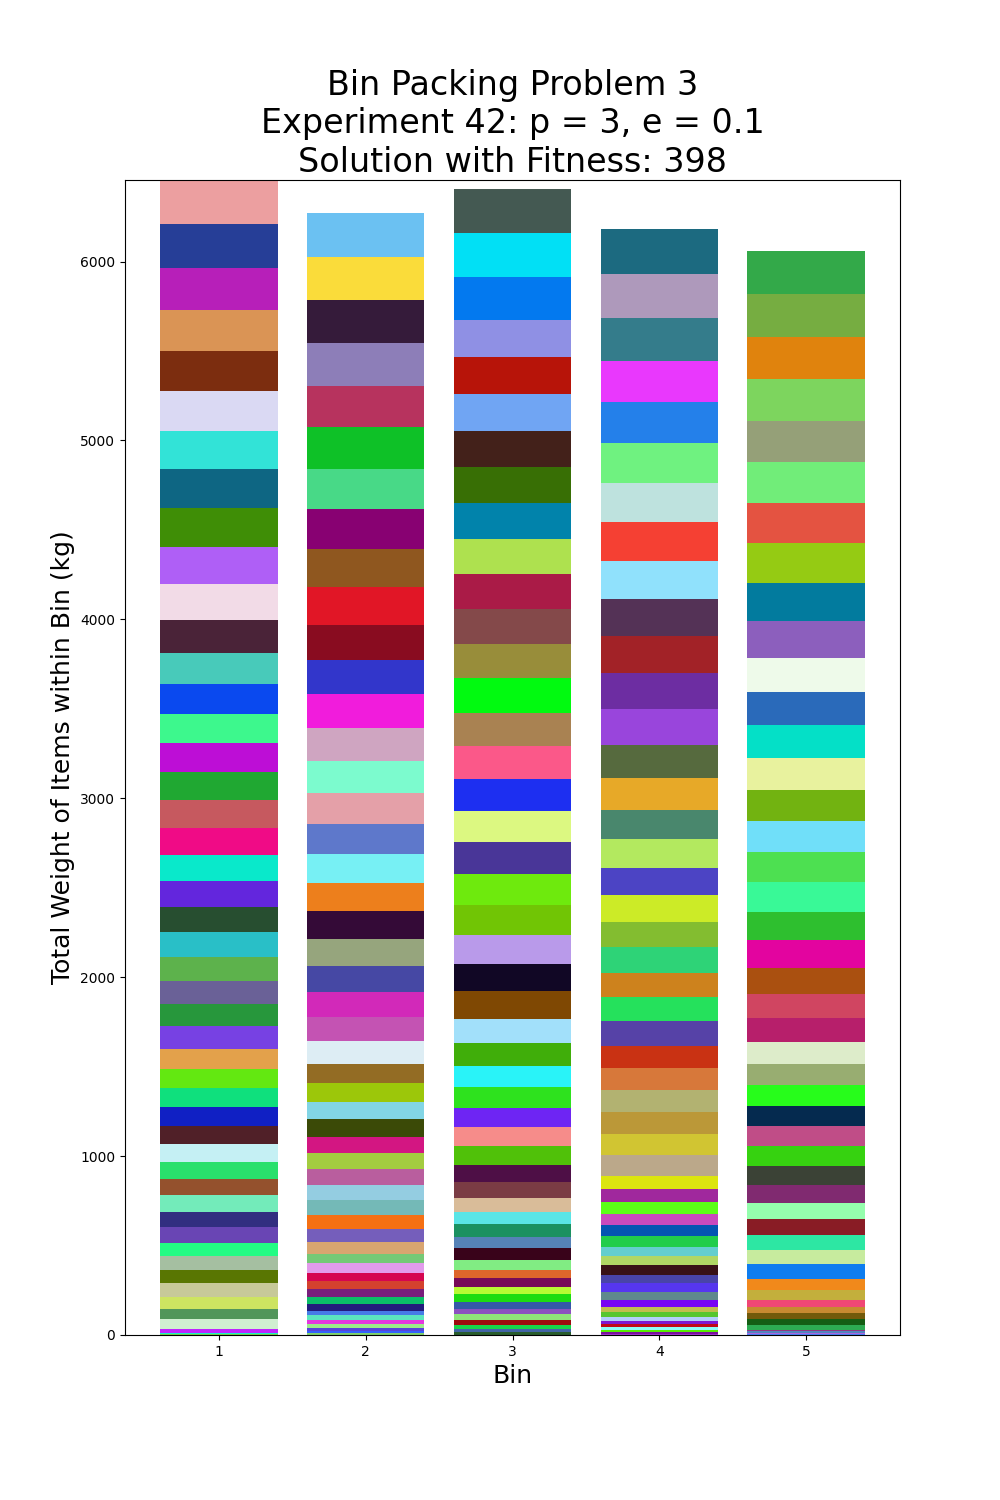 Bin Packing Problem 3
Experiment 42: p = 3, e = 0.1
Solution with Fitness: 398
Total Weight of Items within Bin (kg)
6000
5000
4000
3000
2000
1000
0
1 2 3 4 5
Bin